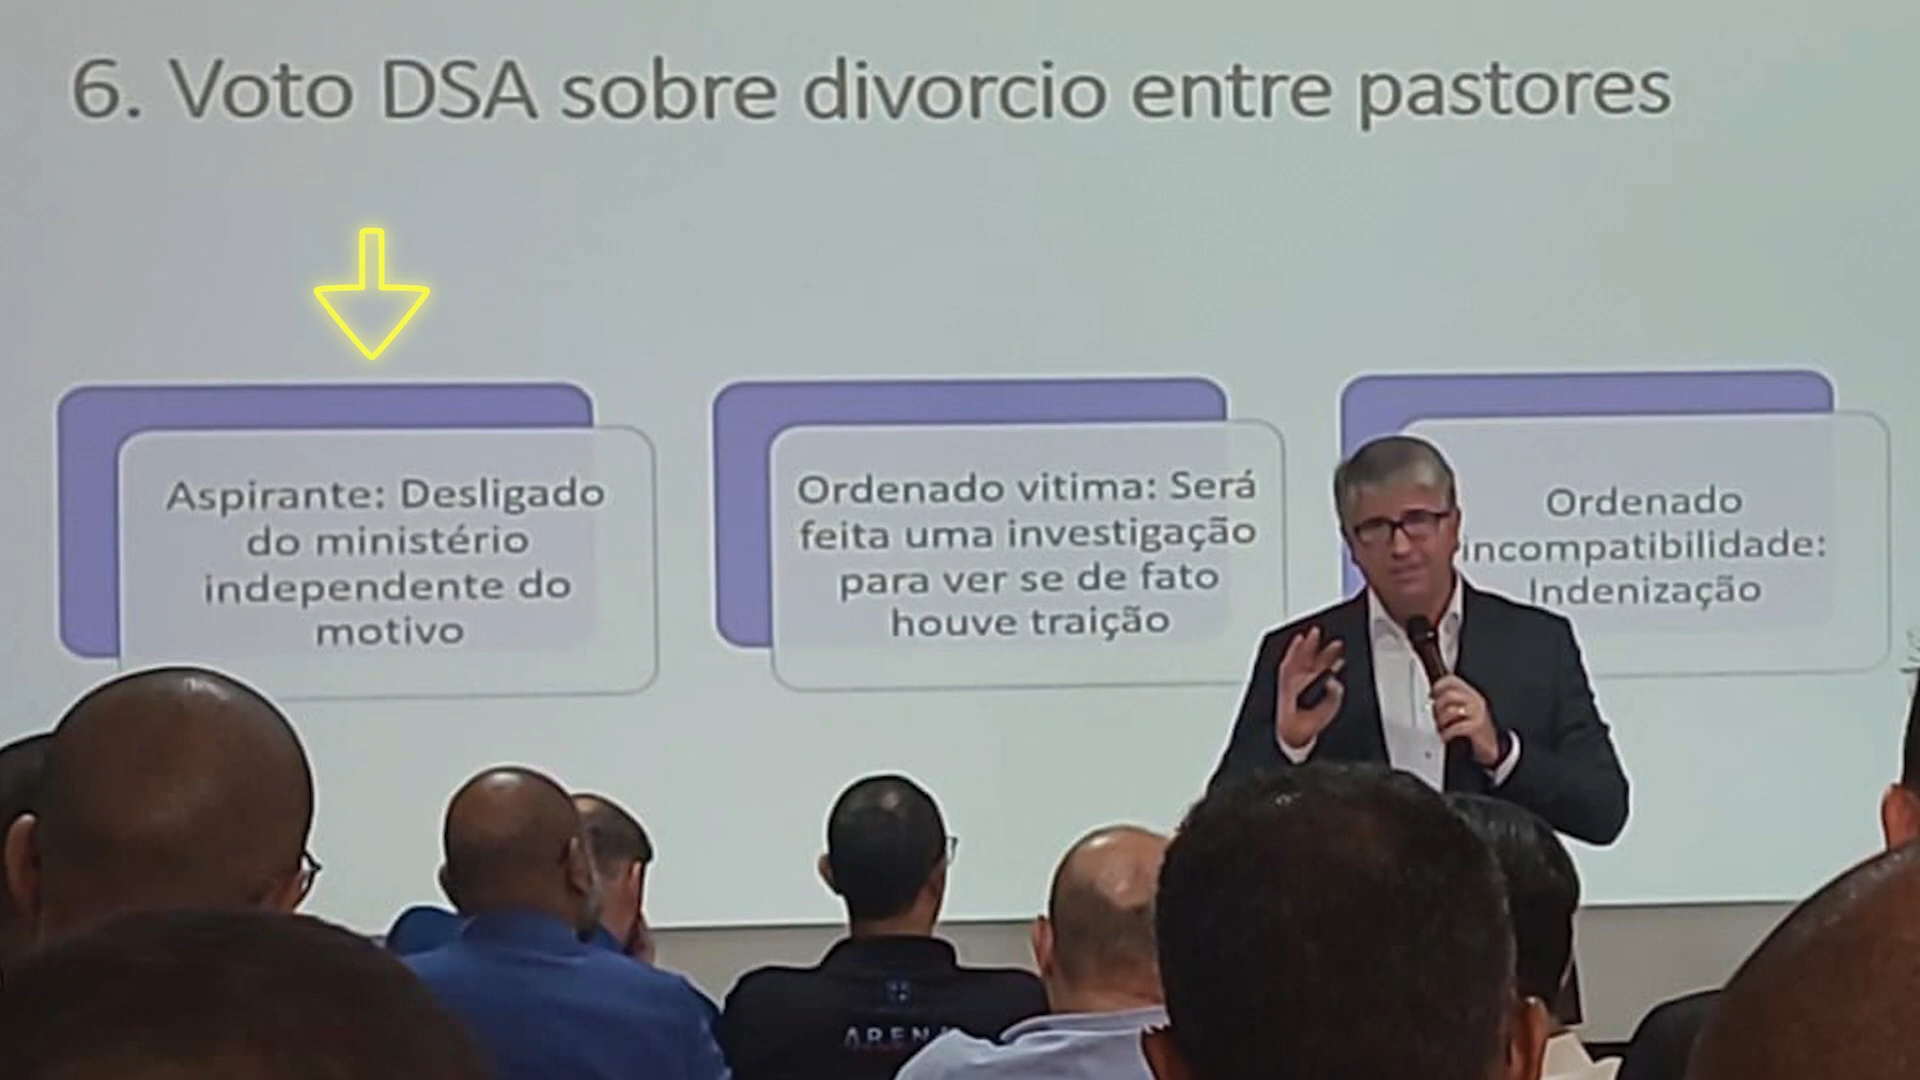 6. Voto DSA sobre divorcio entre pastores
Aspirante: Desligado
do ministério
independente do
motivo
Ordenado vitima: Será
feita uma investigação
para ver se de fato
houve traição
Ordenado
incompatibilidade:
Indenização